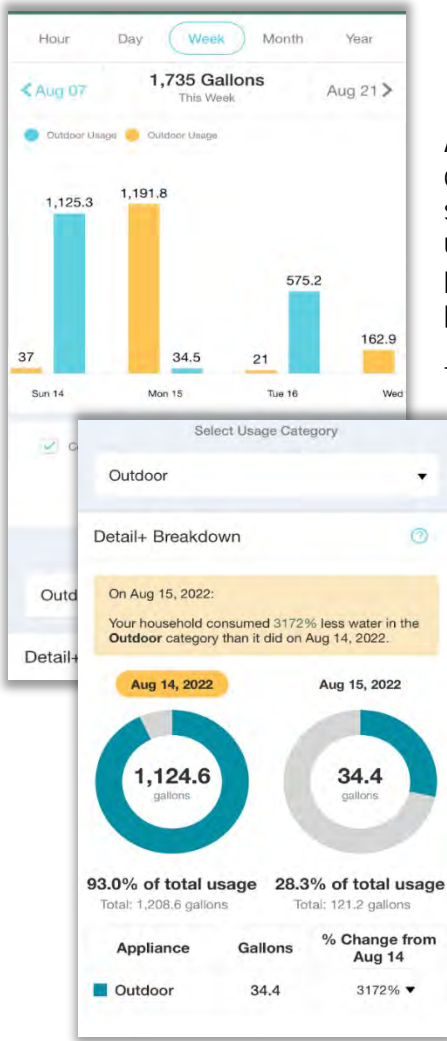 Hour Day Week Month Year
Aug 07 1,735 Gallons Aug 21
This Week
Outdoor Usage Outdoor Usage
1,125.3 1,191.8
575.2
162.9
37 34.5 21
Sun 14 Mon 15 Tue 16 Wed
Outd
Detail+
Select Usage Category
Outdoor
Detail+ Breakdown
On Aug 15, 2022:
Your household consumed 3172% less water in the
Outdoor category than it did on Aug 14, 2022.
Aug 14, 2022 Aug 15, 2022
1,124.6 34.4
gallons gallons
93.0% of total usage 28.3% of total usage
Total: 1,208.6 gallons Total: 121.2 gallons
Appliance Gallons % Change from
Aug 14
Outdoor 34.4 3172% ▼